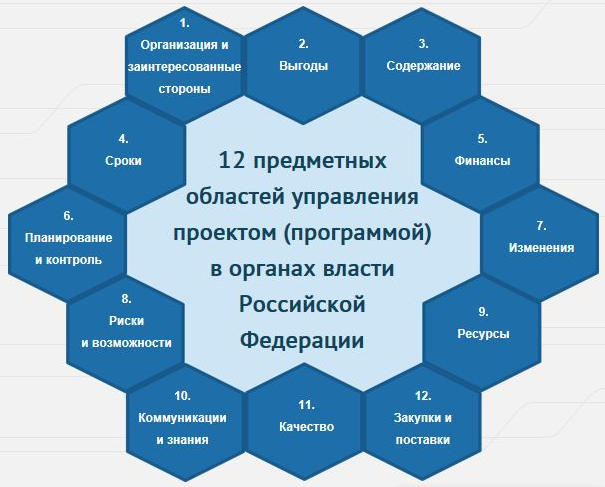 1.
Организация и
заинтересованные
стороны
2.
Выгоды
3.
Содержание
4.
Сроки
12 предметных
областей управления
проектом (программой)
в органах власти
Российской
Федерации
5.
Финансы
6.
Планирование
и контроль
7.
Изменения
8.
Риски
и возможности
9.
Ресурсы
10.
Коммуникации
и знания
11.
Качество
12.
Закупки и
поставки